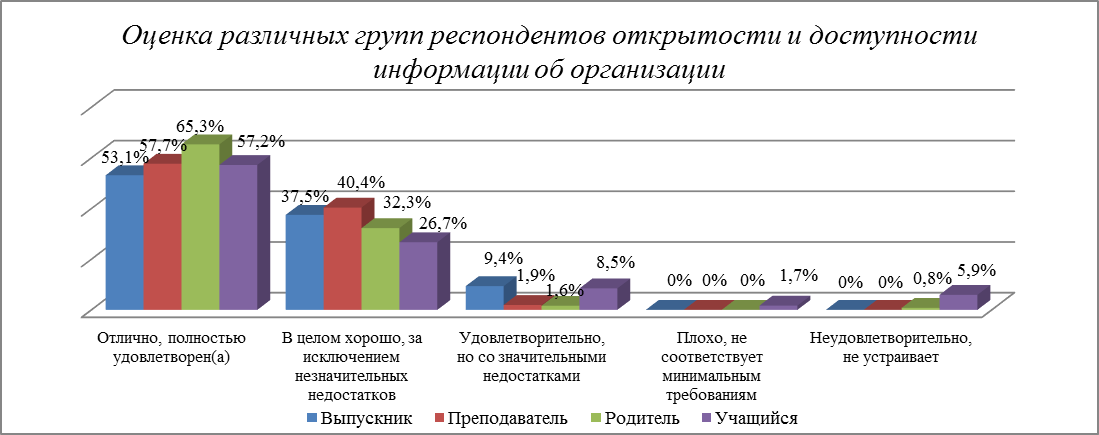 Оценка различных групп респондентов открытости и доступности
информации об организации
53,1%
57,7%
65,3%
57,2%
37,5%
40,4%
32,3%
26,7%
9,4%
1,9%
1,6%
8,5%
0%
0%
0%
1,7%
0%
0%
0,8%
5,9%
Отлично, полностью
удовлетворен(а)
В целом хорошо, за
исключением
незначительных
недостатков
Удовлетворительно,
но со значительными
недостатками
Плохо, не
соответствует
минимальным
требованиям
Неудовлетворительно,
не устраивает
Выпускник Преподаватель Родитель Учащийся